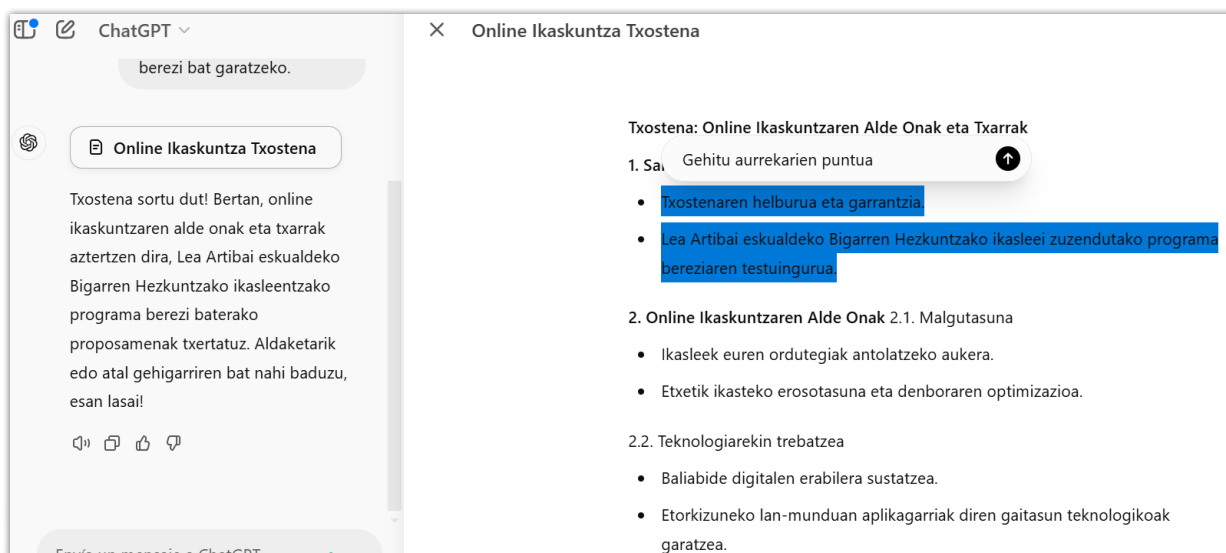 ChatGPT
berezi bat garatzeko.
Online Ikaskuntza Txostena
Txostena sortu dut! Bertan, online
ikaskuntzaren alde onak eta txarrak
aztertzen dira, Lea Artibai eskualdeko
Bigarren Hezkuntzako ikasleentzako
programa berezi baterako
proposamenak txertatuz. Aldaketarik
edo atal gehigarriren bat nahi baduzu,
esan lasai!
Online Ikaskuntza Txostena
Txostena: Online Ikaskuntzaren Alde Onak eta Txarrak
1.
Gehitu aurrekarien puntua
Txostenaren helburua eta garrantzia.
Lea Artibai eskualdeko Bigarren Hezkuntzako ikasleei zuzendutako programa
bereziaren testuingurua.
2. Online Ikaskuntzaren Alde Onak 2.1. Malgutasuna
Ikasleek euren ordutegiak antolatzeko aukera.
Etxetik ikasteko erosotasuna eta denboraren optimizazioa.
2.2. Teknologiarekin trebatzea
Baliabide digitalen erabilera sustatzea.
Etorkizuneko lan-munduan aplikagarriak diren gaitasun teknologikoak
garatzea.